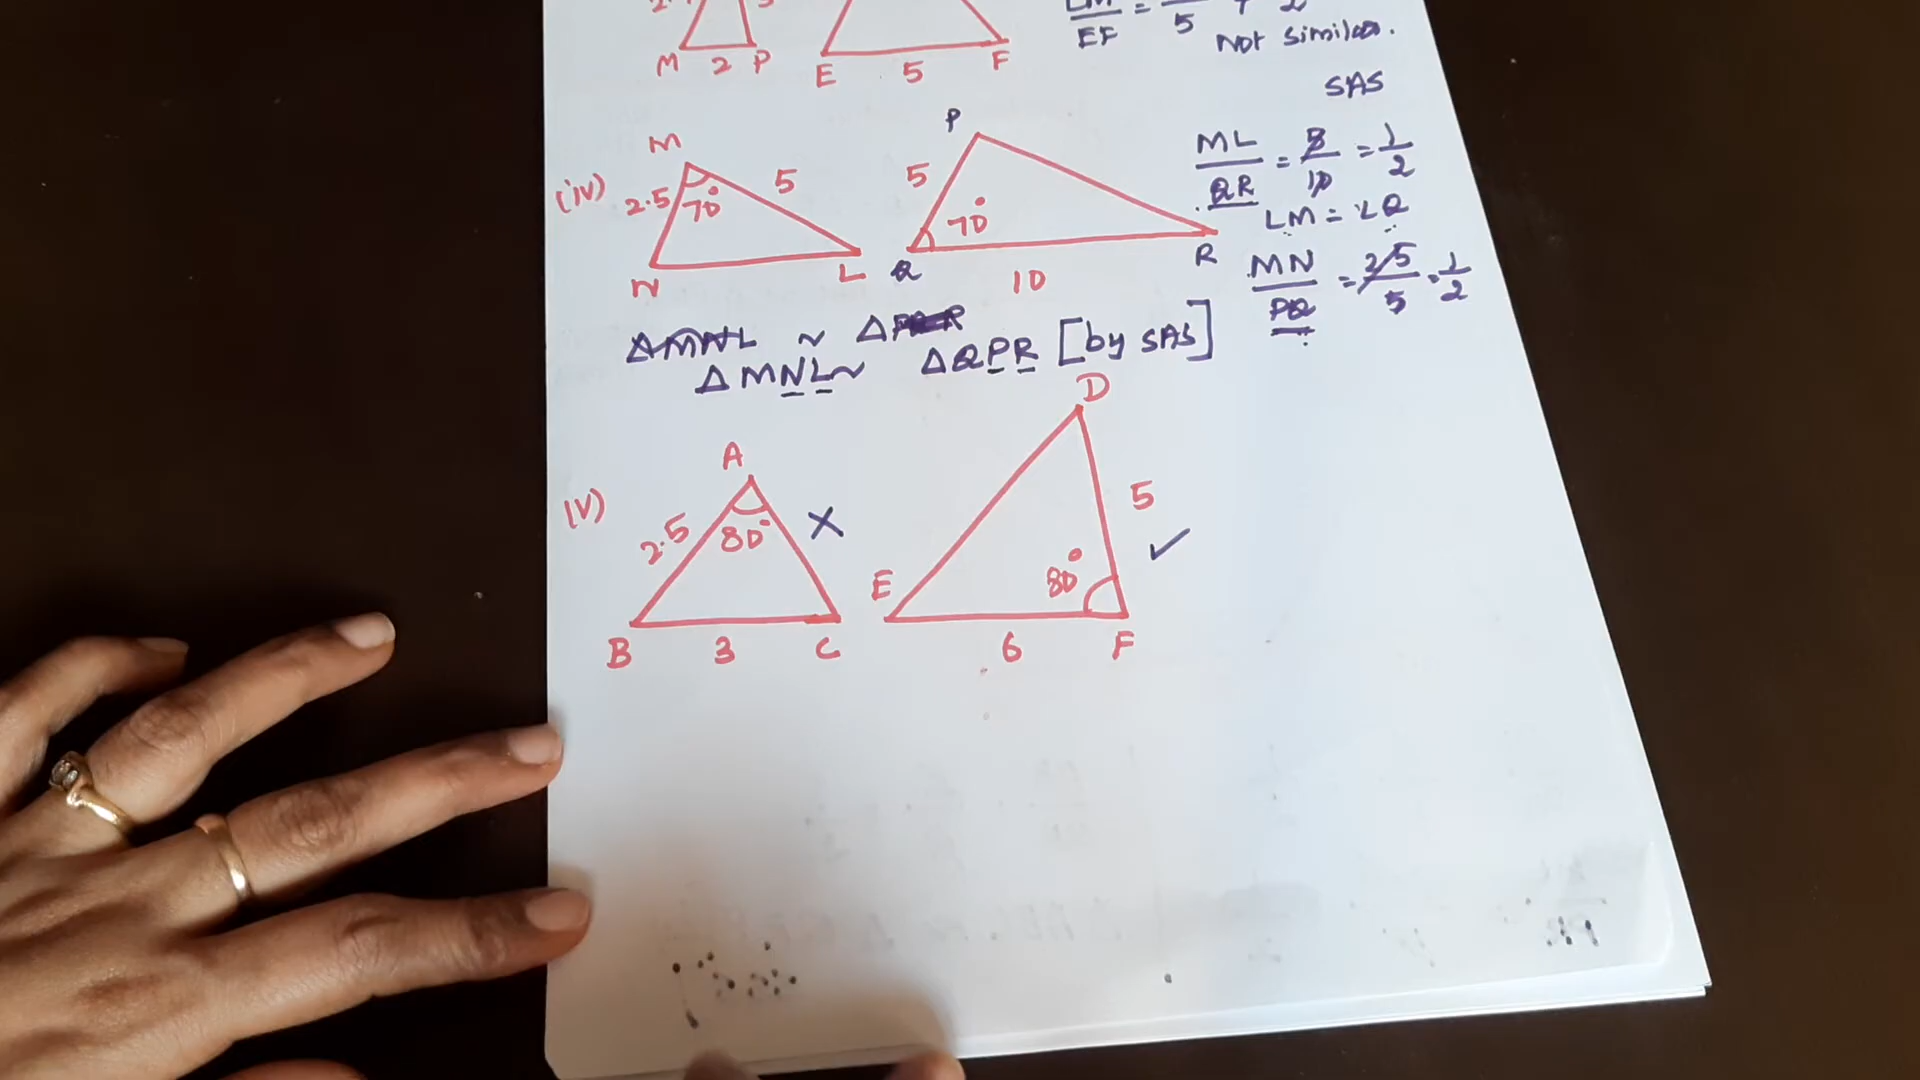 M 2 P
E 5 F
EF = 5
Not Similar.
SAS
(iv)
M
2.5 70° 5
N L
P
5 70°
Q 10 R
ML/QR = 5/10 = 1/2
∠M = ∠Q
MN/PQ = 2.5/5 = 1/2
ΔMNL ~
ΔMNL ~ ΔQPR [by SAS]
(V)
A
2.5 80° X
B 3 C
D
5 ✓
80°
E 6 F